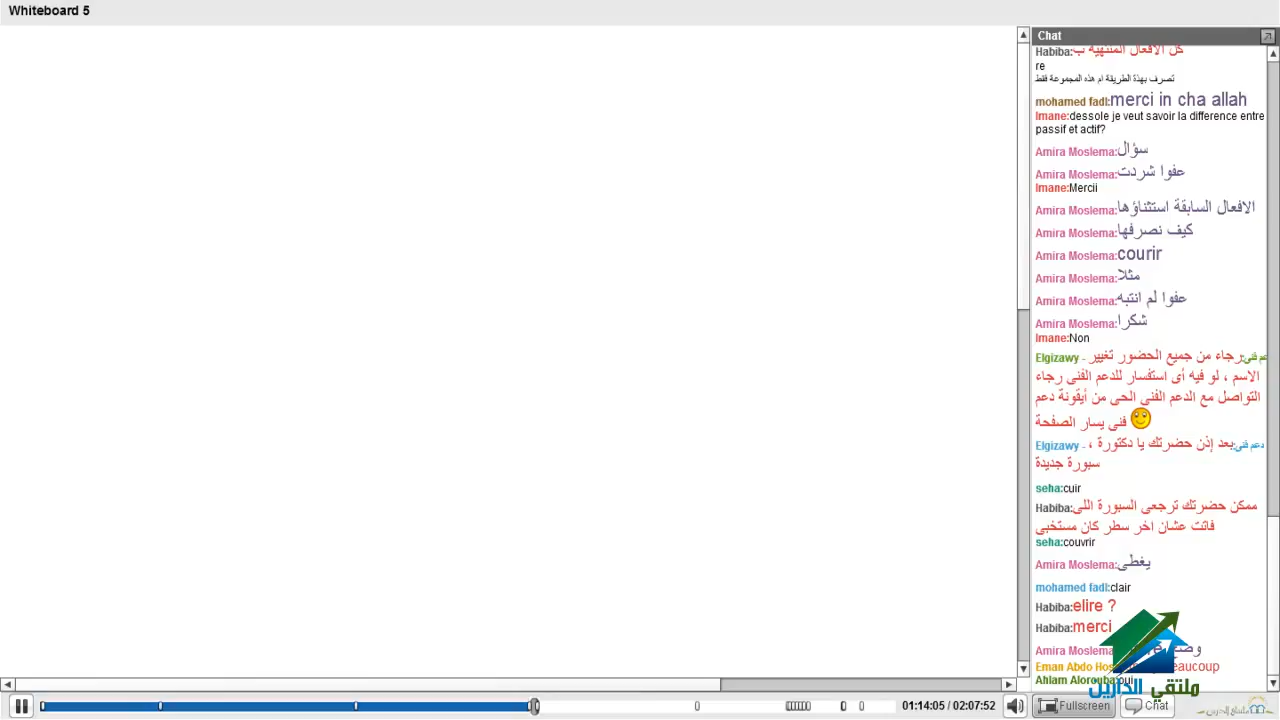 Whiteboard 5
Chat
Habiba:كل الافعال المنتهية ب
re
تصرف بهذة الطريقة ام هذه المجموعة فقط
mohamed fadl:merci in cha allah
Imane:dessole je veut savoir la difference entre
passif et actif?
Amira Moslema:سؤال
Amira Moslema:عفوا شردت
Imane:Mercii
Amira Moslema:الافعال السابقة استثناؤها
Amira Moslema:كيف نصرفها
Amira Moslema:courir
Amira Moslema:مثلا
Amira Moslema:عفوا لم انتبه
Amira Moslema:شكرا
Imane:Non
Elgizawy - دعم فنى:رجاء من جميع الحضور تغيير
الاسم ، لو فيه أى استفسار للدعم الفنى رجاء
التواصل مع الدعم الفنى الحى من أيقونة دعم
فنى يسار الصفحة
Elgizawy - دعم فنى:بعد إذن حضرتك يا دكتورة ،
سبورة جديدة
seha:cuir
Habiba:ممكن حضرتك ترجعى السبورة اللى
فاتت عشان اخر سطر كان مستخبى
seha:couvrir
Amira Moslema:يغطى
mohamed fadl:clair
Habiba:elire ?
Habiba:merci
Amira Moslema: وضع
Eman Abdo
Ahlam Alorouba:oui
ملتقي الدارين
01:14:05 / 02:07:52
Fullscreen
Chat